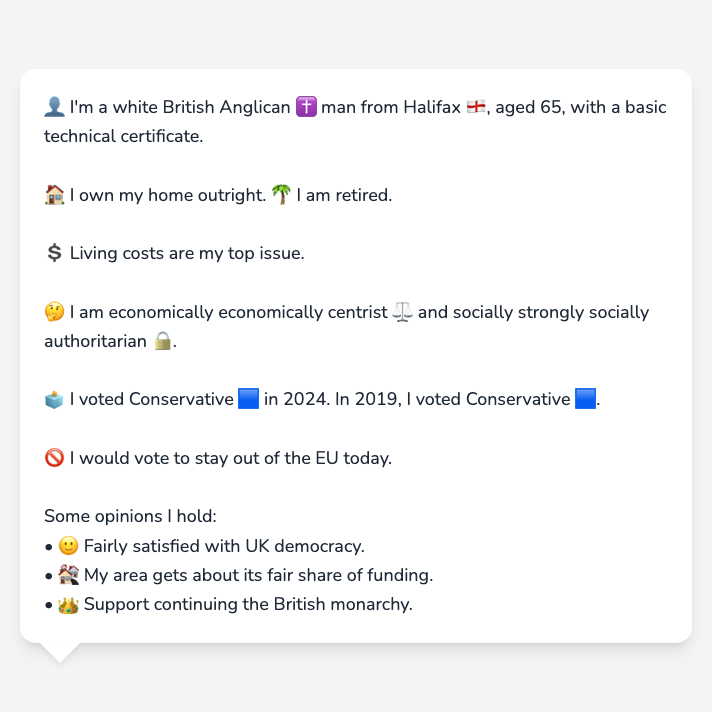 👤 I'm a white British Anglican ✝️ man from Halifax 🏴󠁧󠁢󠁥󠁮󠁧󠁿, aged 65, with a basic
technical certificate.
🏠 I own my home outright. 🌴 I am retired.
💲 Living costs are my top issue.
🤔 I am economically economically centrist ⚖️ and socially strongly socially
authoritarian 🔒.
🗳️ I voted Conservative 🟦 in 2024. In 2019, I voted Conservative 🟦.
🚫 I would vote to stay out of the EU today.
Some opinions I hold:
• 🙂 Fairly satisfied with UK democracy.
• 🏘️ My area gets about its fair share of funding.
• 👑 Support continuing the British monarchy.